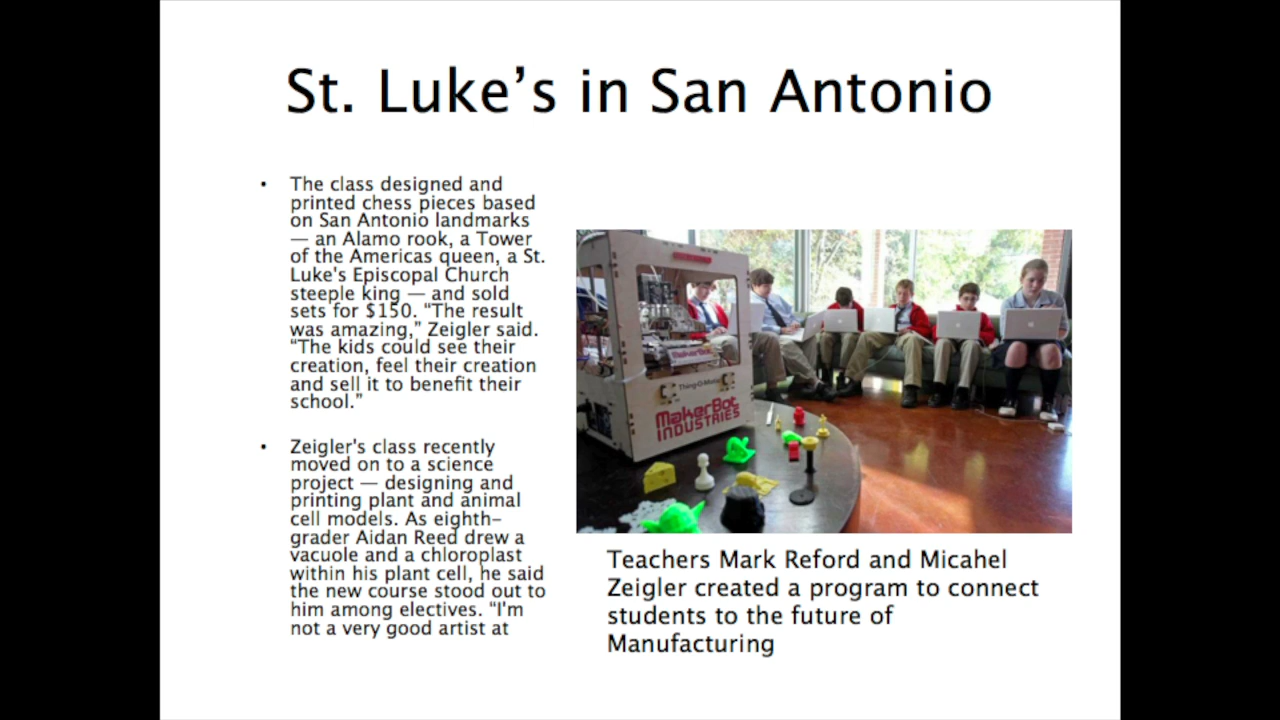 St. Luke’s in San Antonio
• The class designed and
printed chess pieces based
on San Antonio landmarks
— an Alamo rook, a Tower
of the Americas queen, a St.
Luke's Episcopal Church
steeple king — and sold
sets for $150. “The result
was amazing,” Zeigler said.
“The kids could see their
creation, feel their creation
and sell it to benefit their
school.”
• Zeigler's class recently
moved on to a science
project — designing and
printing plant and animal
cell models. As eighth-
grader Aidan Reed drew a
vacuole and a chloroplast
within his plant cell, he said
the new course stood out to
him among electives. “I'm
not a very good artist at
MakerBot
Thing-O-Matic
MakerBot
INDUSTRIES
Teachers Mark Reford and Micahel
Zeigler created a program to connect
students to the future of
Manufacturing